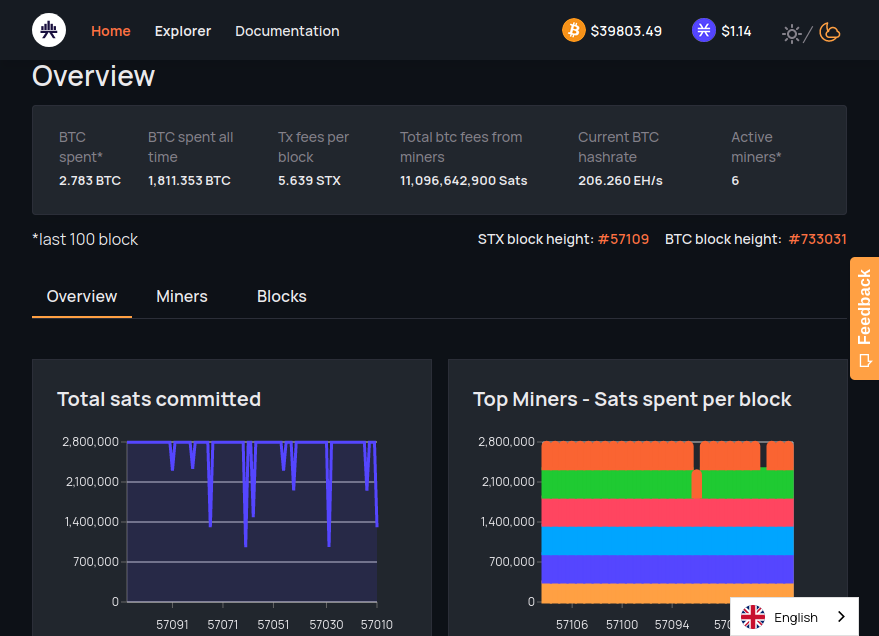 Home Explorer Documentation $39803.49 $1.14
Overview
BTC spent*
2.783 BTC
BTC spent all time
1,811.353 BTC
Tx fees per block
5.639 STX
Total btc fees from miners
11,096,642,900 Sats
Current BTC hashrate
206.260 EH/s
Active miners*
6
*last 100 block
STX block height: #57109 BTC block height: #733031
Feedback
Overview Miners Blocks
Total sats committed
2,800,000
2,100,000
1,400,000
700,000
0
57091 57071 57051 57030 57010
Top Miners - Sats spent per block
2,800,000
2,100,000
1,400,000
700,000
0
57106 57100 57094
English